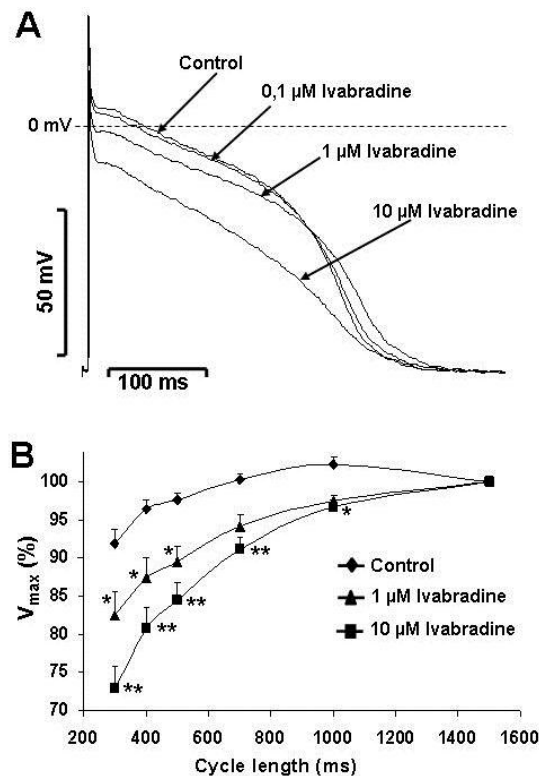 A
Control
0,1 µM Ivabradine
0 mV
1 µM Ivabradine
10 µM Ivabradine
50 mV
100 ms
B
Vmax (%)
100
95
90
85
80
75
70
*
*
*
**
**
**
**
*
Control
1 µM Ivabradine
10 µM Ivabradine
200 400 600 800 1000 1200 1400 1600
Cycle length (ms)